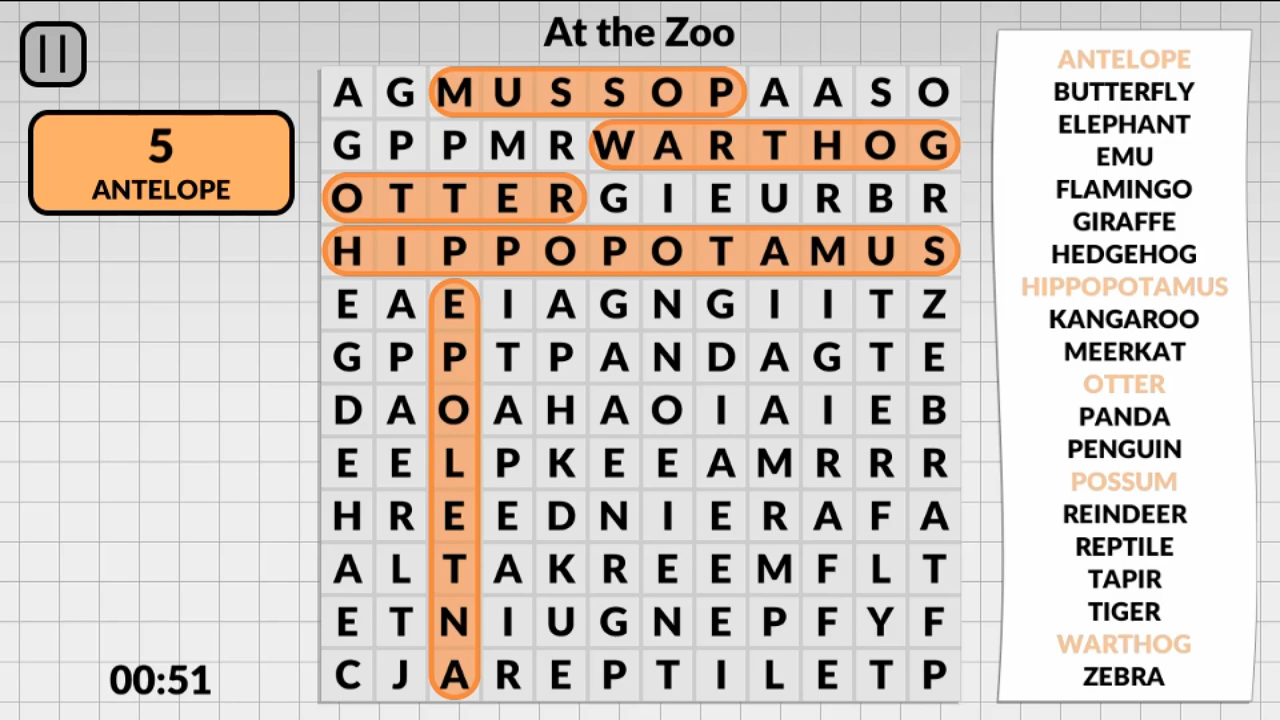 At the Zoo
5
ANTELOPE
A G M U S S O P A A S O
G P P M R W A R T H O G
O T T E R G I E U R B R
H I P P O P O T A M U S
E A E I A G N G I I T Z
G P P T P A N D A G T E
D A O A H A O I A I E B
E E L P K E E A M R R R
H R E E D N I E R A F A
A L T A K R E E M F L T
E T N I U G N E P F Y F
C J A R E P T I L E T P
00:51
ANTELOPE
BUTTERFLY
ELEPHANT
EMU
FLAMINGO
GIRAFFE
HEDGEHOG
HIPPOPOTAMUS
KANGAROO
MEERKAT
OTTER
PANDA
PENGUIN
POSSUM
REINDEER
REPTILE
TAPIR
TIGER
WARTHOG
ZEBRA